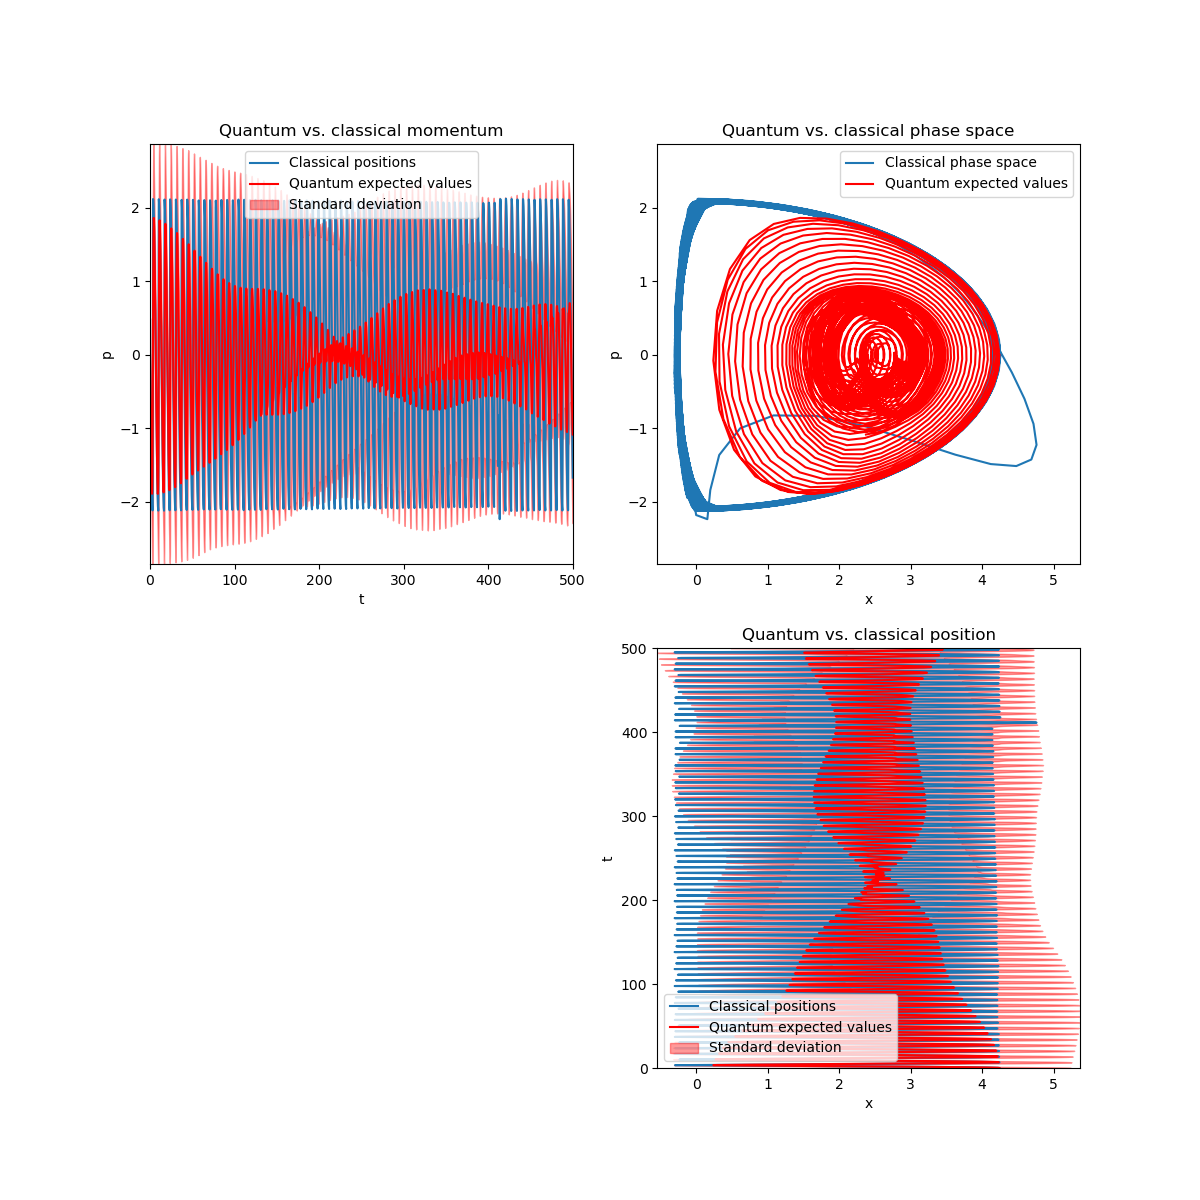 Quantum vs. classical momentum
Classical positions
Quantum expected values
Standard deviation
2
1
0
−1
−2
p
0 100 200 300 400 500
t
Quantum vs. classical phase space
Classical phase space
Quantum expected values
2
1
0
−1
−2
p
0 1 2 3 4 5
x
Quantum vs. classical position
500
400
300
200
100
0
t
Classical positions
Quantum expected values
Standard deviation
0 1 2 3 4 5
x